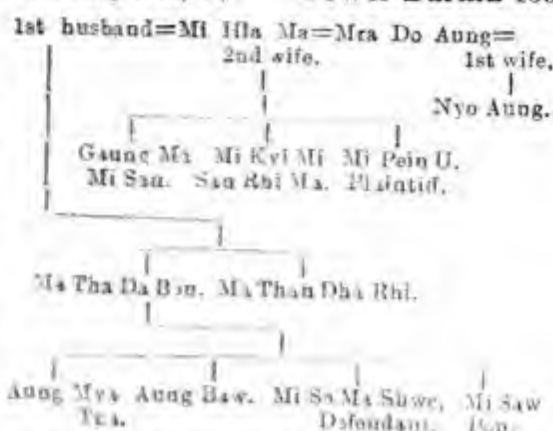 1st husband=Mi Hla Ma=Mra Do Aung=
2nd wife. 1st wife.
Nyo Aung.
Gaung Ma Mi Kyi Mi Mi Pein U.
Mi San. San Rhi Ma. Plaintiff.
Ma Tha Da Bon. Ma Than Dha Rhi.
Aung Mya Aung Baw. Mi Sa Ma Shwe, Mi Saw
Defendant.